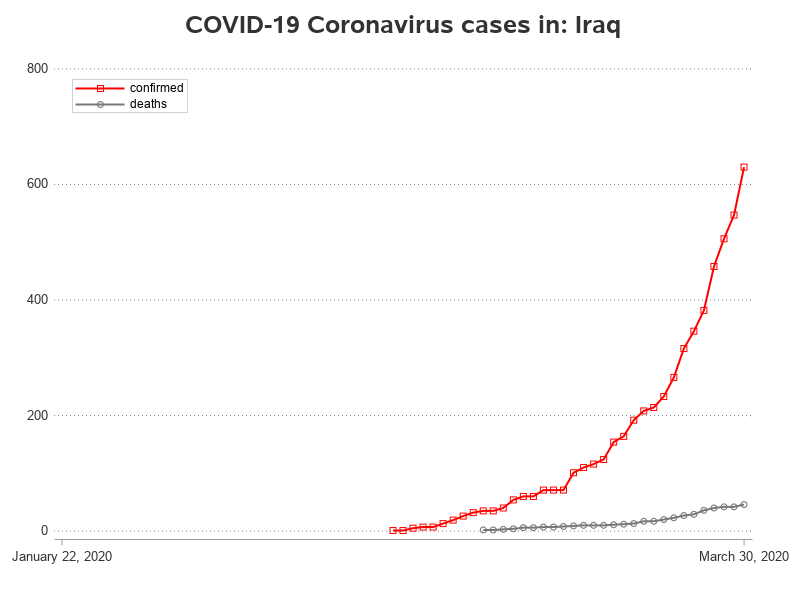 COVID-19 Coronavirus cases in: Iraq
800
confirmed
deaths
600
400
200
0
January 22, 2020
March 30, 2020